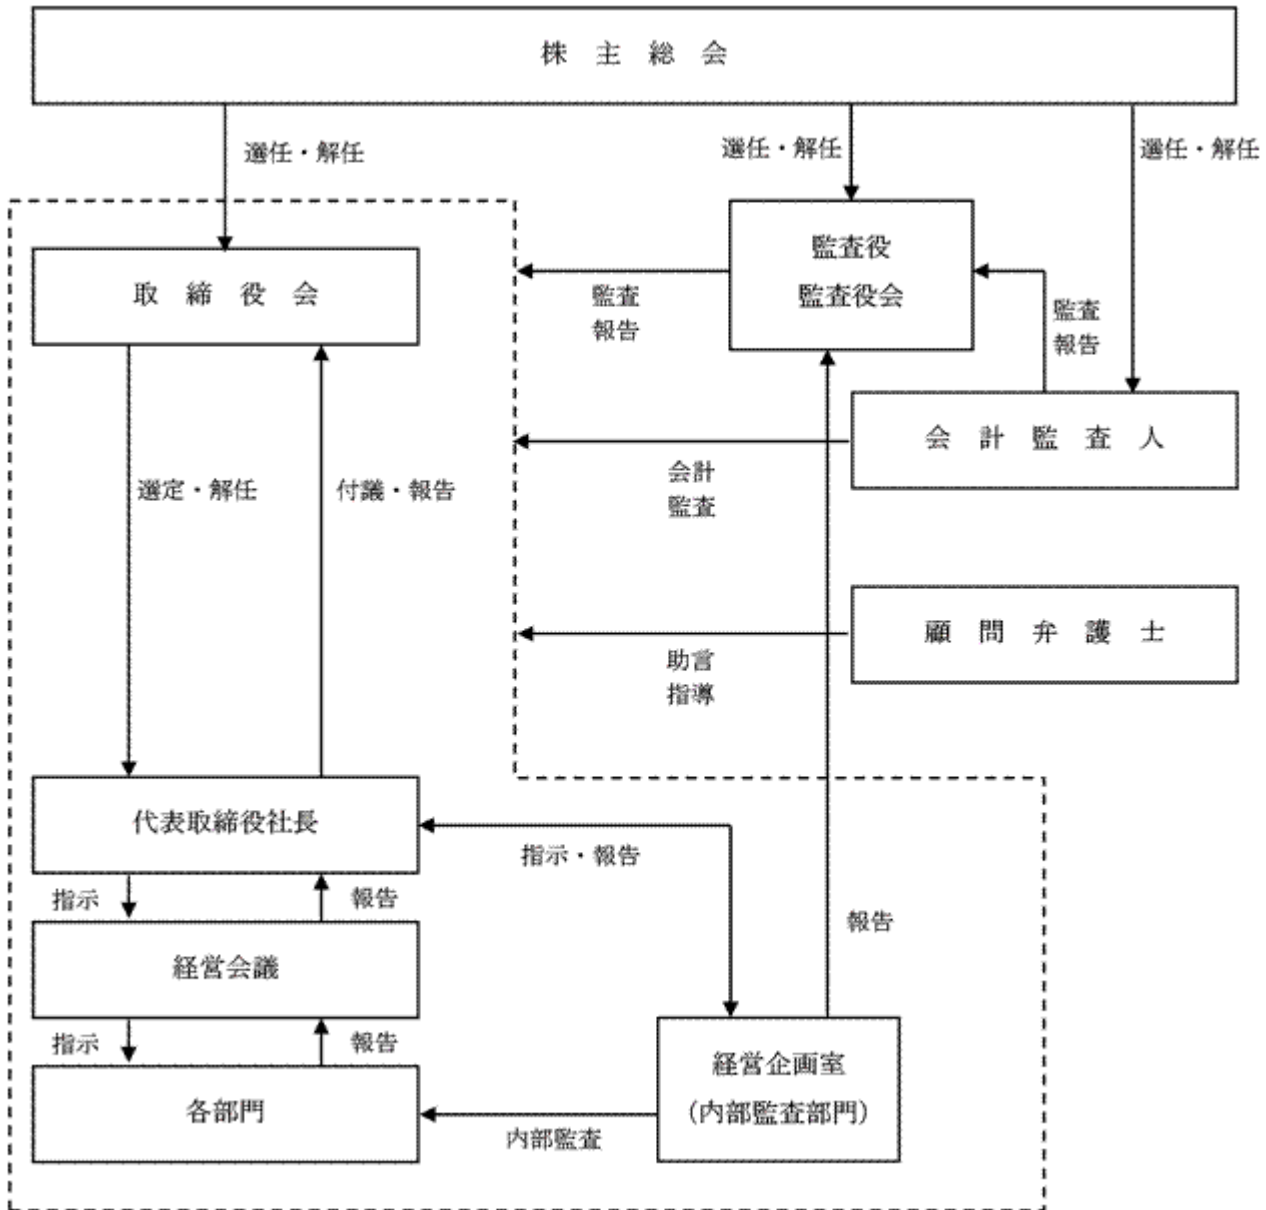 株主総会
選任・解任
選任・解任
選任・解任
取締役会
監査役
監査役会
監査
報告
監査
報告
会計監査人
会計
監査
選定・解任
付議・報告
顧問弁護士
助言
指導
代表取締役社長
指示・報告
指示
報告
経営会議
報告
指示
報告
経営企画室
(内部監査部門)
各部門
内部監査